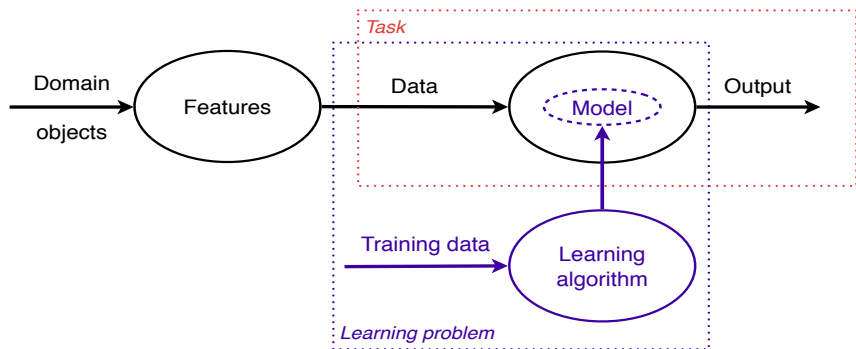 Task
Domain
objects
Features
Data
Model
Output
Training data
Learning
algorithm
Learning problem